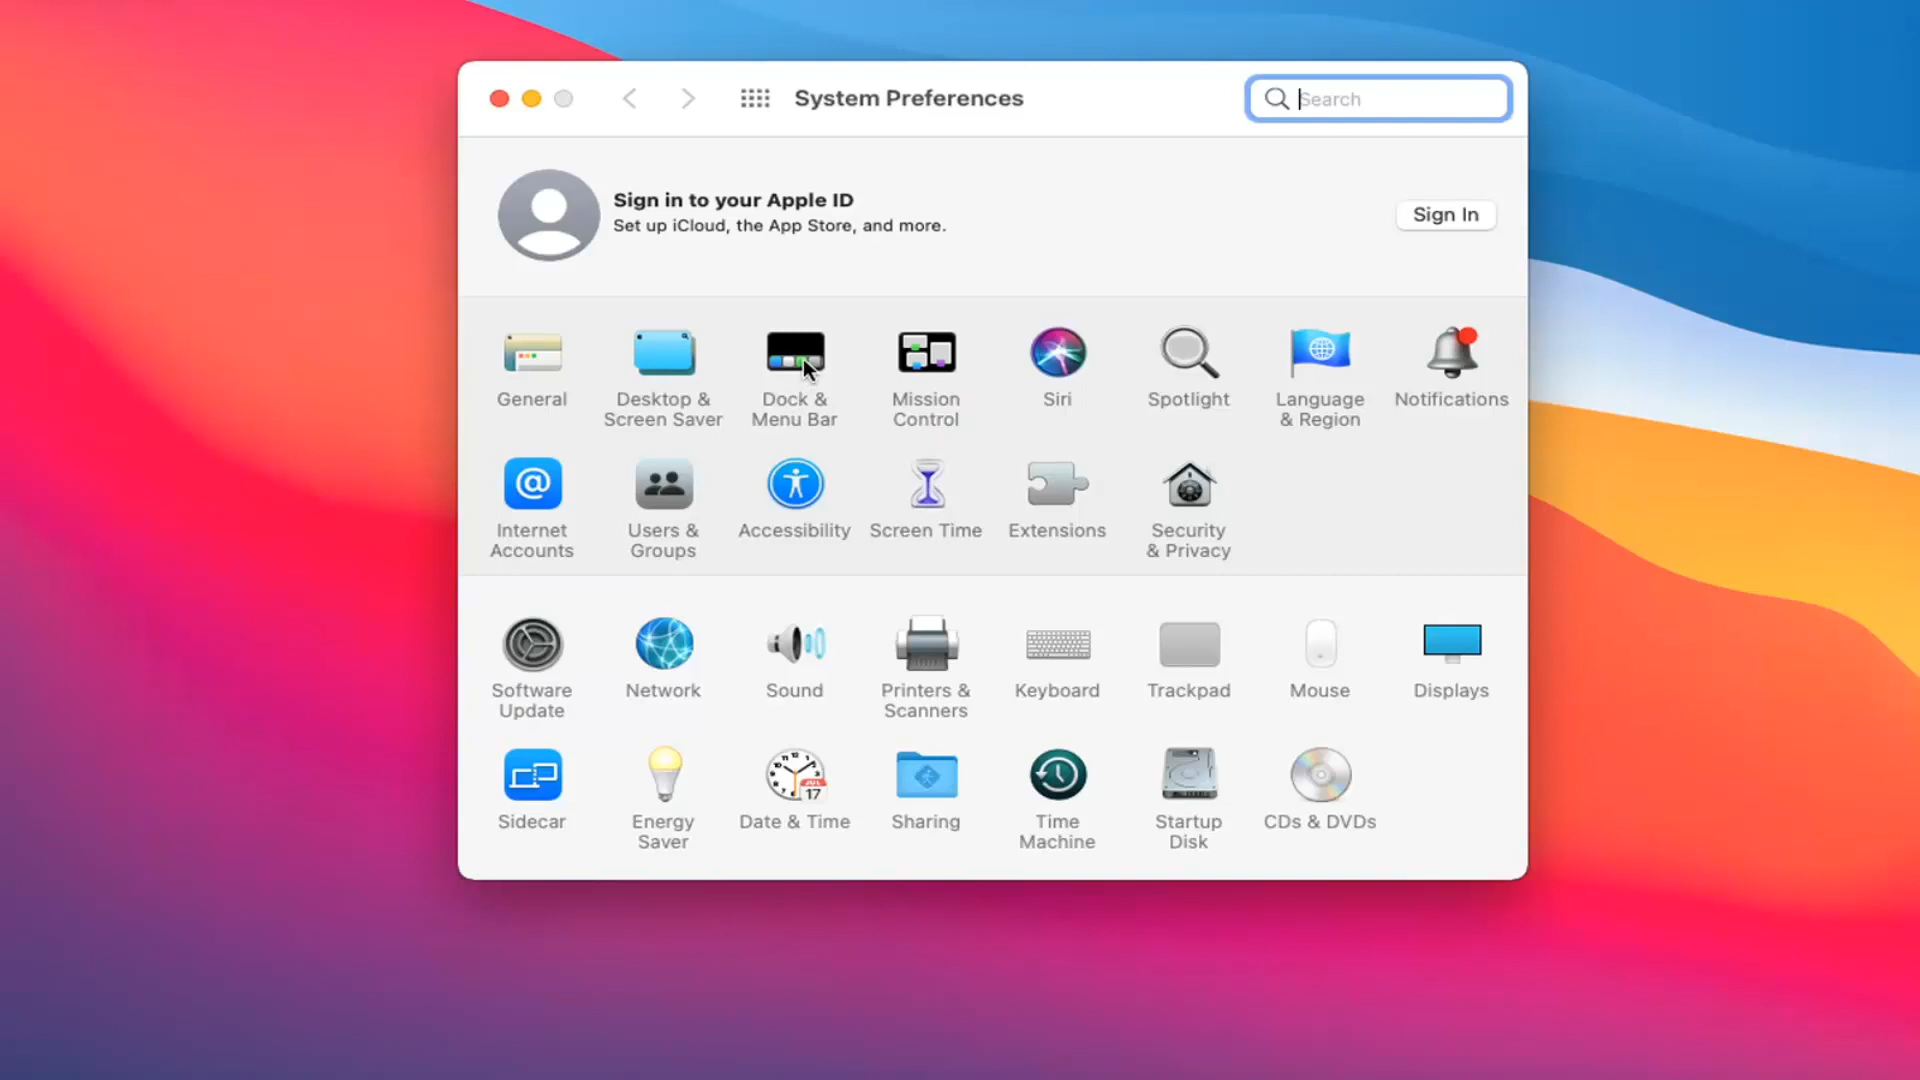 System Preferences
Search
Sign in to your Apple ID
Set up iCloud, the App Store, and more.
Sign In
General
Desktop &
Screen Saver
Dock &
Menu Bar
Mission
Control
Siri
Spotlight
Language
& Region
Notifications
@
Internet
Accounts
Users &
Groups
Accessibility
Screen Time
Extensions
Security
& Privacy
Software
Update
Network
Sound
Printers &
Scanners
Keyboard
Trackpad
Mouse
Displays
Sidecar
Energy
Saver
JUL
17
Date & Time
Sharing
Time
Machine
Startup
Disk
CDs & DVDs